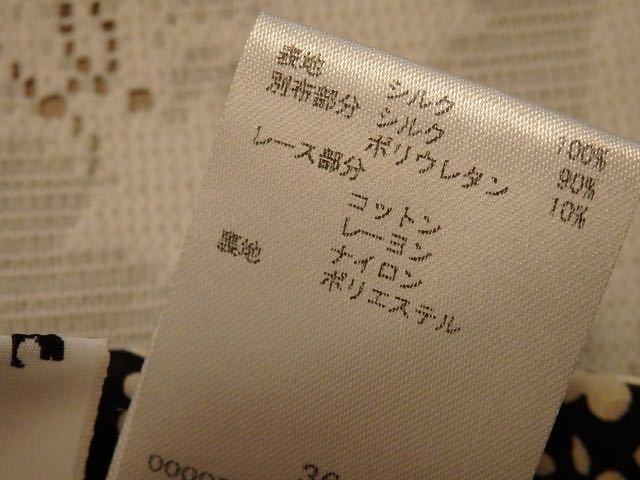 表地 シルク 100%
別布部分 シルク 90%
ポリウレタン 10%
レース部分
コットン
レーヨン
ナイロン
裏地 ポリエステル